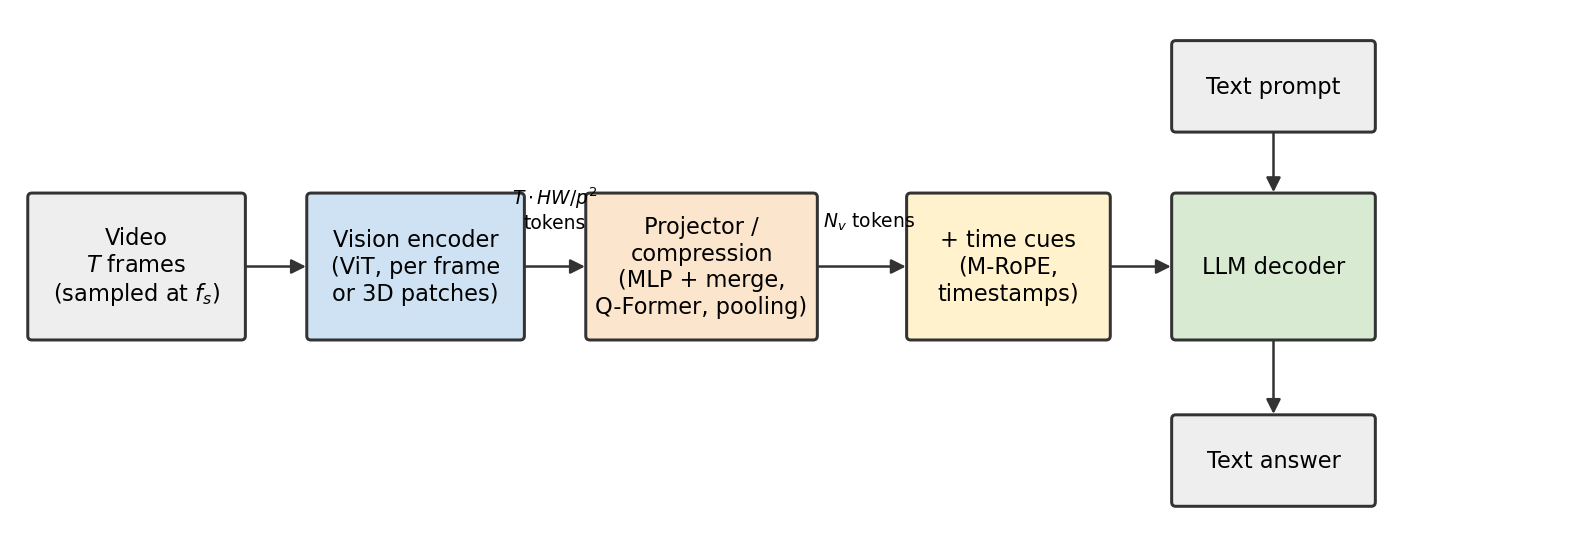 Text prompt
Video
T frames
(sampled at fₛ)
Vision encoder
(ViT, per frame
or 3D patches)
T · HW/p²
tokens
Projector /
compression
(MLP + merge,
Q-Former, pooling)
Nᵥ tokens
+ time cues
(M-RoPE,
timestamps)
LLM decoder
Text answer